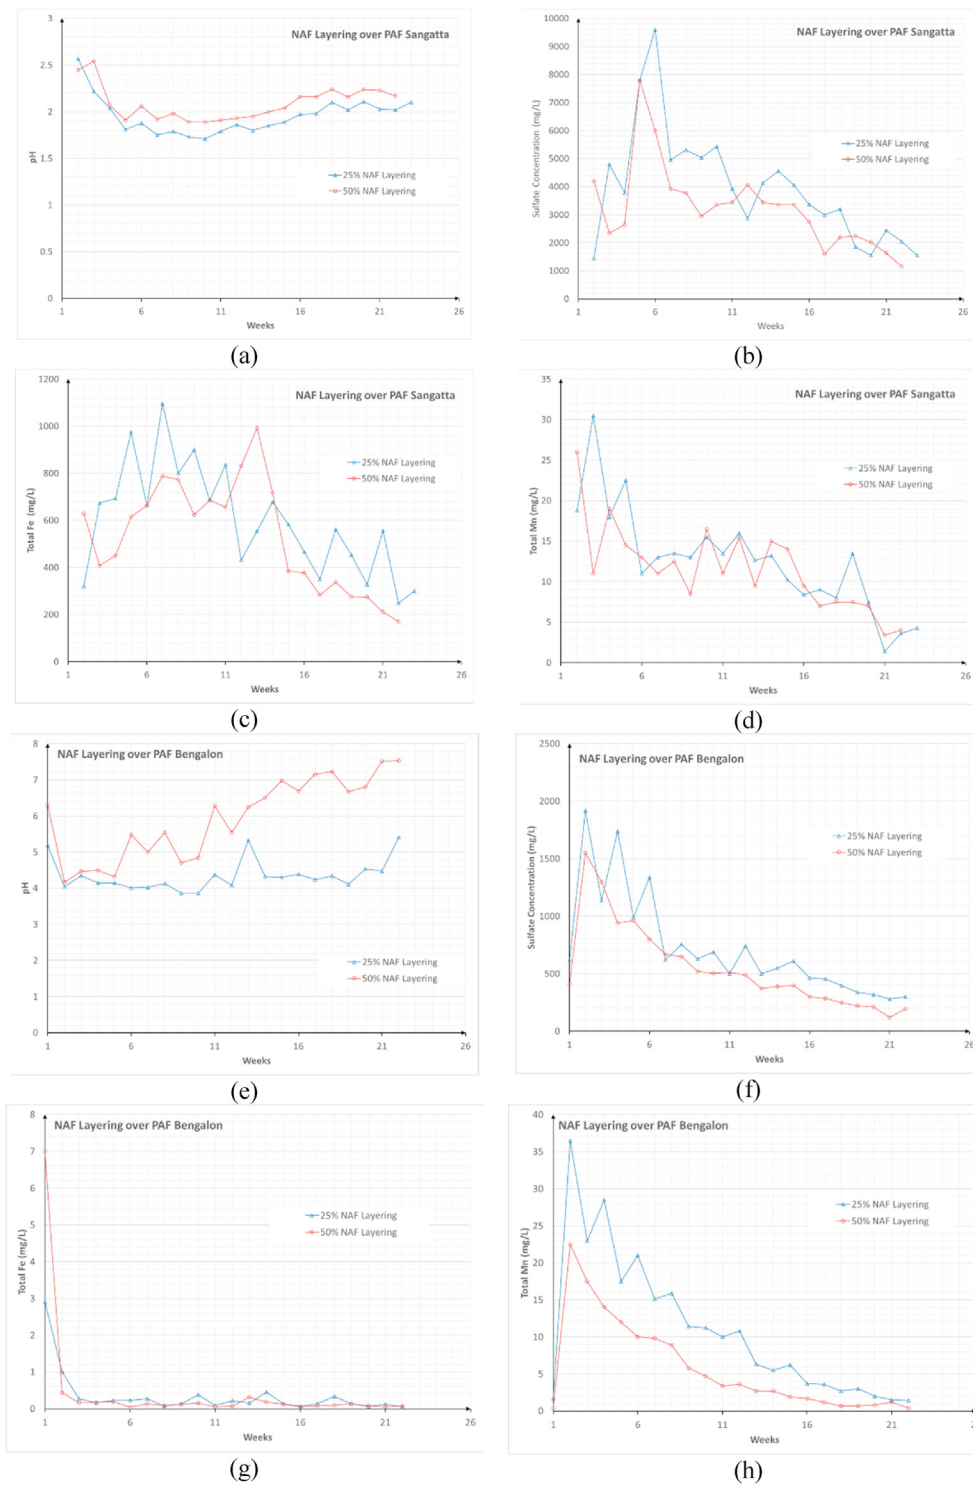 NAF Layering over PAF Sangatta
3
2.5
2
1.5
1
0.5
0
pH
25% NAF Layering
50% NAF Layering
1 6 11 16 21 26
Weeks
(a)
NAF Layering over PAF Sangatta
10000
9000
8000
7000
6000
5000
4000
3000
2000
1000
0
Sulfate Concentration (mg/L)
25% NAF Layering
50% NAF Layering
1 6 11 16 21 26
Weeks
(b)
NAF Layering over PAF Sangatta
1200
1000
800
600
400
200
0
Total Fe (mg/L)
25% NAF Layering
50% NAF Layering
1 6 11 16 21 26
Weeks
(c)
NAF Layering over PAF Sangatta
35
30
25
20
15
10
5
0
Total Mn (mg/L)
25% NAF Layering
50% NAF Layering
1 6 11 16 21 26
Weeks
(d)
NAF Layering over PAF Bengalon
8
7
6
5
4
3
2
1
0
pH
25% NAF Layering
50% NAF Layering
1 6 11 16 21 26
Weeks
(e)
NAF Layering over PAF Bengalon
2500
2000
1500
1000
500
0
Sulfate Concentration (mg/L)
25% NAF Layering
50% NAF Layering
1 6 11 16 21 26
Weeks
(f)
NAF Layering over PAF Bengalon
8
7
6
5
4
3
2
1
0
Total Fe (mg/L)
25% NAF Layering
50% NAF Layering
1 6 11 16 21 26
Weeks
(g)
NAF Layering over PAF Bengalon
40
35
30
25
20
15
10
5
0
Total Mn (mg/L)
25% NAF Layering
50% NAF Layering
1 6 11 16 21 26
Weeks
(h)